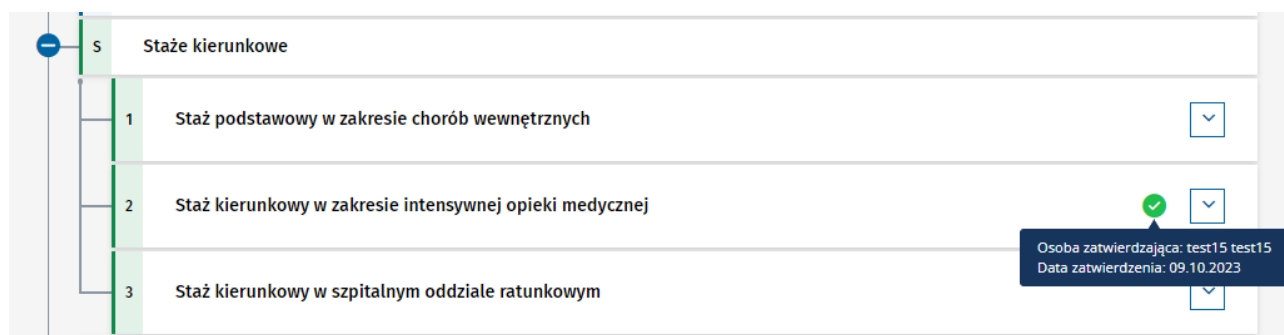 S Staże kierunkowe
1 Staż podstawowy w zakresie chorób wewnętrznych
2 Staż kierunkowy w zakresie intensywnej opieki medycznej
Osoba zatwierdzająca: test15 test15
Data zatwierdzenia: 09.10.2023
3 Staż kierunkowy w szpitalnym oddziale ratunkowym